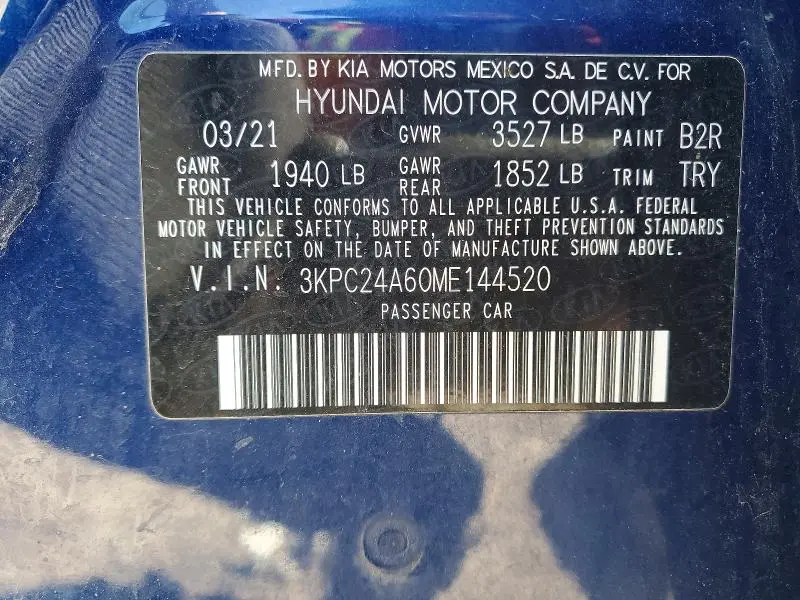 MFD. BY KIA MOTORS MEXICO S.A. DE C.V. FOR
HYUNDAI MOTOR COMPANY
03/21 GVWR 3527 LB PAINT B2R
GAWR FRONT 1940 LB GAWR REAR 1852 LB TRIM TRY
THIS VEHICLE CONFORMS TO ALL APPLICABLE U.S.A. FEDERAL
MOTOR VEHICLE SAFETY, BUMPER, AND THEFT PREVENTION STANDARDS
IN EFFECT ON THE DATE OF MANUFACTURE SHOWN ABOVE.
V.I.N: 3KPC24A60ME144520
PASSENGER CAR